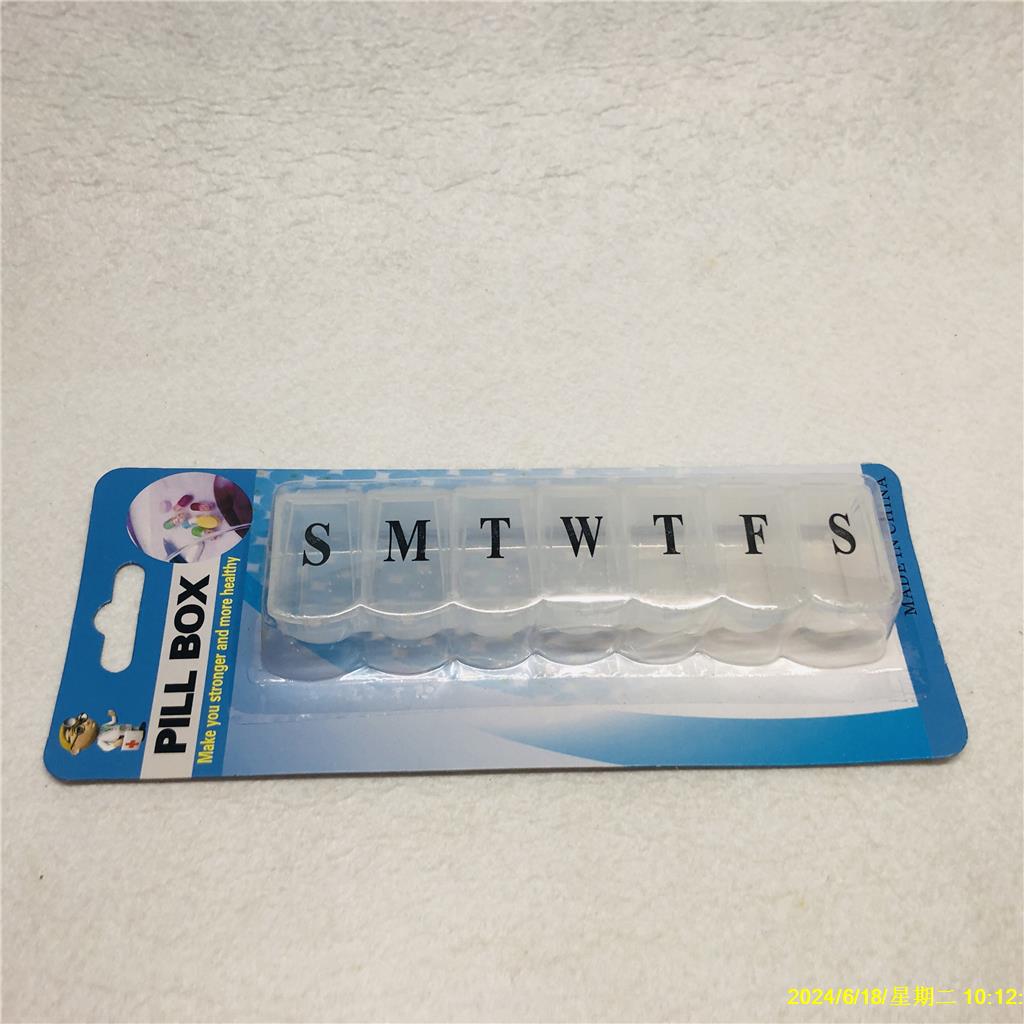 PILL BOX
Make you stronger and more healthy
S M T W T F S
MADE IN CHINA
2024/6/18/星期二 10:12: